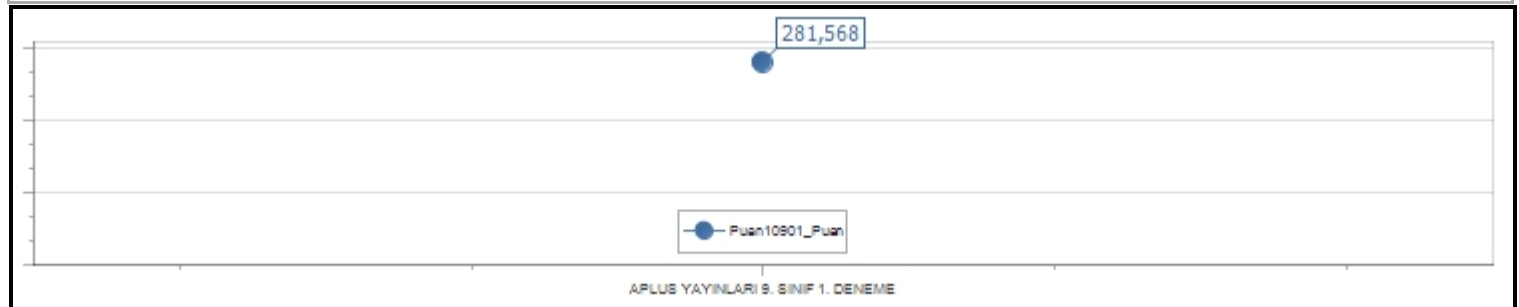 281,568
Puan10901_Puan
APLUS YAYINLARI 9. SINIF 1. DENEME